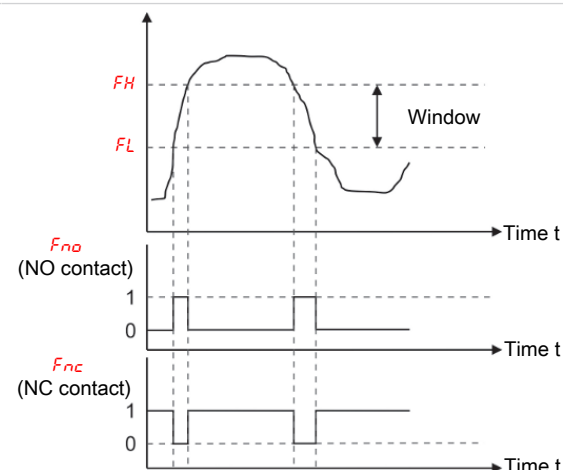 FH
Window
FL
Time t
Fno
(NO contact)
1
0
Time t
Fnc
(NC contact)
1
0
Time t